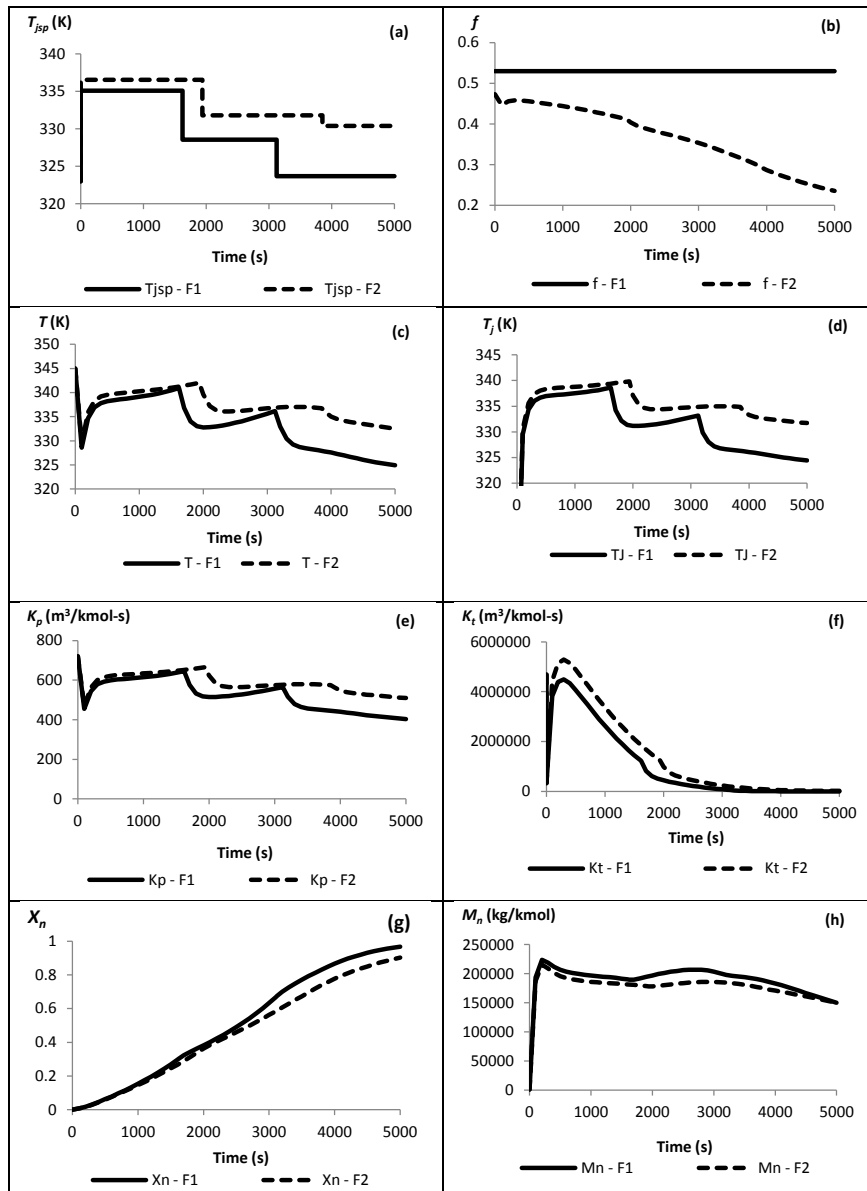 Tjsp (K)
(a)
340
335
330
325
320
0 1000 2000 3000 4000 5000
Time (s)
Tjsp - F1 Tjsp - F2
f
(b)
0.6
0.5
0.4
0.3
0.2
0 1000 2000 3000 4000 5000
Time (s)
f - F1 f - F2
T (K)
(c)
350
345
340
335
330
325
320
0 1000 2000 3000 4000 5000
Time (s)
T - F1 T - F2
Tj (K)
(d)
345
340
335
330
325
320
0 1000 2000 3000 4000 5000
Time (s)
TJ - F1 TJ - F2
Kp (m³/kmol-s)
(e)
800
600
400
200
0
0 1000 2000 3000 4000 5000
Time (s)
Kp - F1 Kp - F2
Kt (m³/kmol-s)
(f)
6000000
4000000
2000000
0
0 1000 2000 3000 4000 5000
Time (s)
Kt - F1 Kt - F2
Xn
(g)
1
0.8
0.6
0.4
0.2
0
0 1000 2000 3000 4000 5000
Time (s)
Xn - F1 Xn - F2
Mn (kg/kmol)
(h)
250000
200000
150000
100000
50000
0
0 1000 2000 3000 4000 5000
Time (s)
Mn - F1 Mn - F2